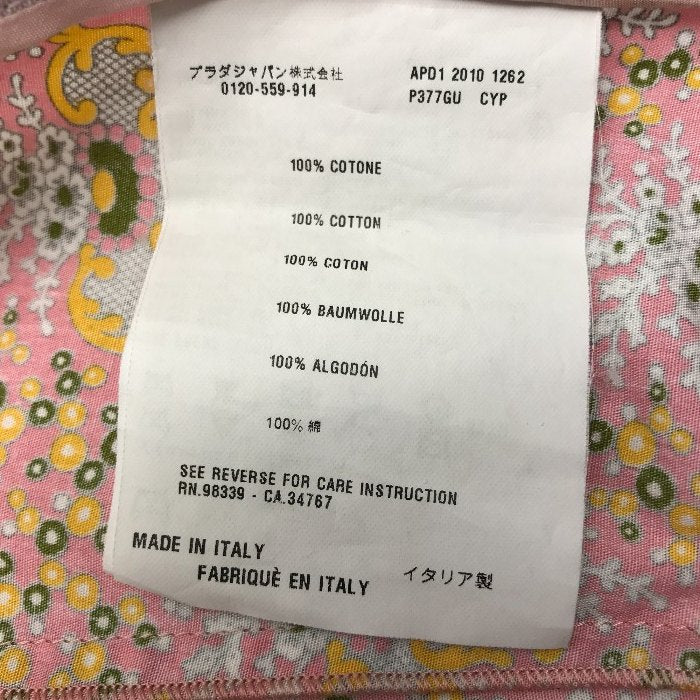 プラダジャパン株式会社
0120-559-914
APD1 2010 1262
P377GU CYP
100% COTONE
100% COTTON
100% COTON
100% BAUMWOLLE
100% ALGODÓN
100% 綿
SEE REVERSE FOR CARE INSTRUCTION
RN.98339 - CA.34767
MADE IN ITALY
FABRIQUÈ EN ITALY
イタリア製